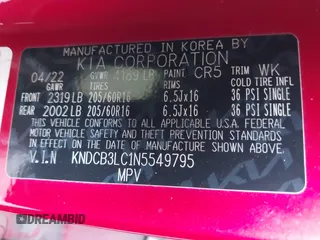 MANUFACTURED IN KOREA BY
KIA CORPORATION
04/22 GVWR 4189 LB PAINT CR5 TRIM WK
GAWR TIRES RIMS COLD TIRE INFL
FRONT 2319LB 205/60R16 6.5Jx16 36 PSI SINGLE
REAR 2002LB 205/60R16 6.5Jx16 36 PSI SINGLE
THIS VEHICLE CONFORMS TO ALL APPLICABLE FEDERAL
MOTOR VEHICLE SAFETY, BUMPER, AND THEFT PREVENTION
STANDARDS IN EFFECT ON THE DATE OF MANUFACTURE
SHOWN ABOVE.
V.I.N KNDCB3LC1N5549795
MPV
DREAMBID